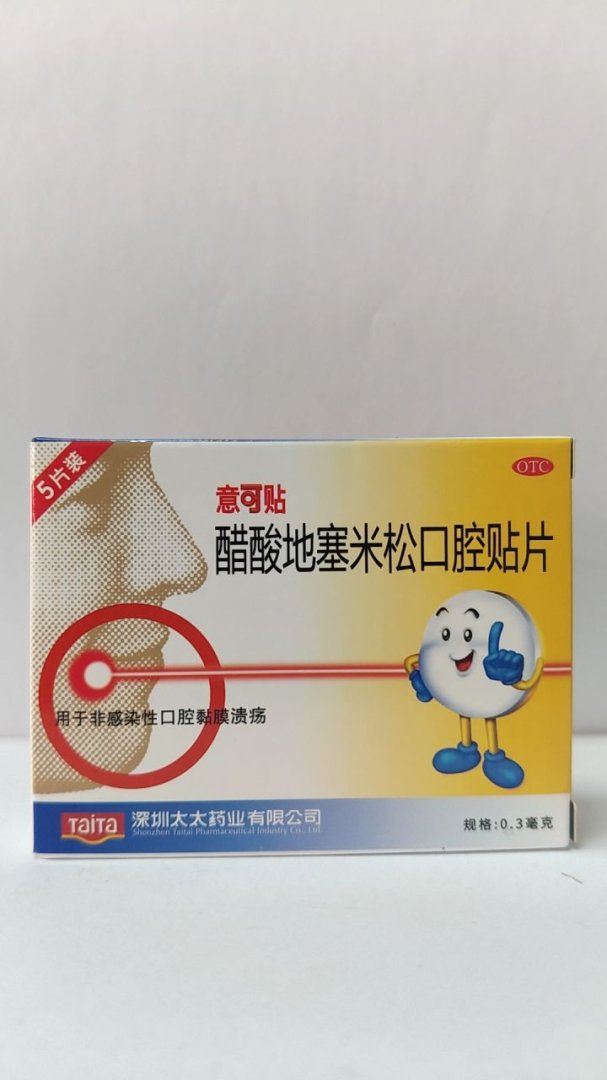 5片装
OTC
意可贴
醋酸地塞米松口腔贴片
用于非感染性口腔黏膜溃疡
Taita
深圳太太药业有限公司
Shenzhen Taitai Pharmaceutical Industry Co., Ltd.
规格:0.3毫克